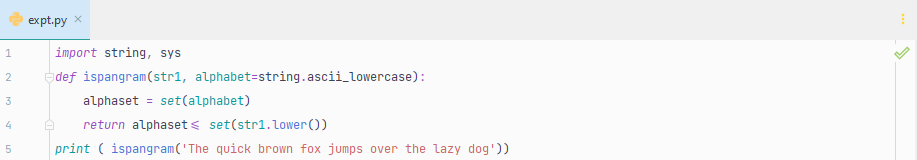 expt.py
1 import string, sys
2 def ispangram(str1, alphabet=string.ascii_lowercase):
3     alphaset = set(alphabet)
4     return alphaset<= set(str1.lower())
5 print ( ispangram('The quick brown fox jumps over the lazy dog'))